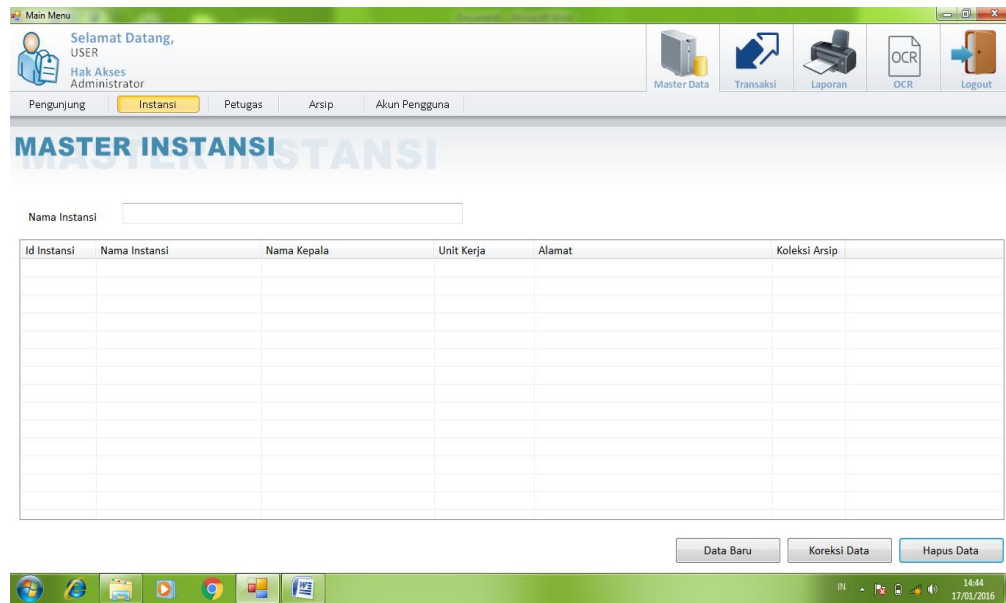 Main Menu
Selamat Datang,
USER
Hak Akses
Administrator
Master Data Transaksi Laporan OCR OCR Logout
Pengunjung Instansi Petugas Arsip Akun Pengguna
MASTER INSTANSI
Nama Instansi
Id Instansi Nama Instansi Nama Kepala Unit Kerja Alamat Koleksi Arsip
Data Baru Koreksi Data Hapus Data
IN 14:44
17/01/2016